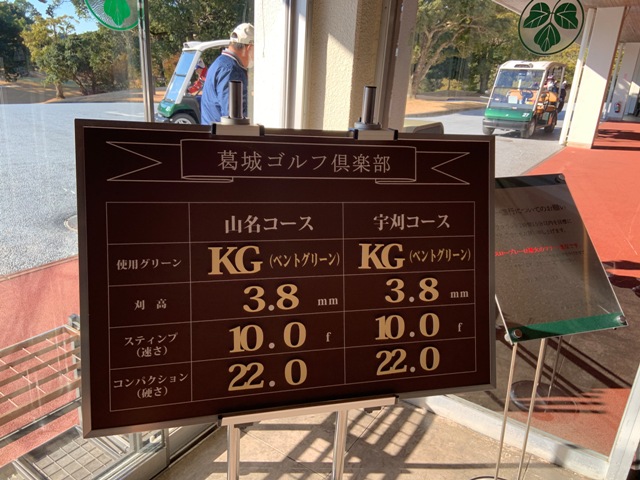 葛城ゴルフ倶楽部
山名コース 宇刈コース
使用グリーン KG(ベントグリーン) KG(ベントグリーン)
刈高 3.8 mm 3.8 mm
スティンプ(速さ) 10.0 f 10.0 f
コンパクション(硬さ) 22.0 22.0